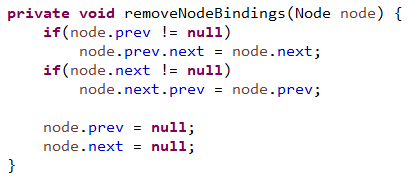 private void removeNodeBindings(Node node) {
    if(node.prev != null)
        node.prev.next = node.next;
    if(node.next != null)
        node.next.prev = node.prev;

    node.prev = null;
    node.next = null;
}